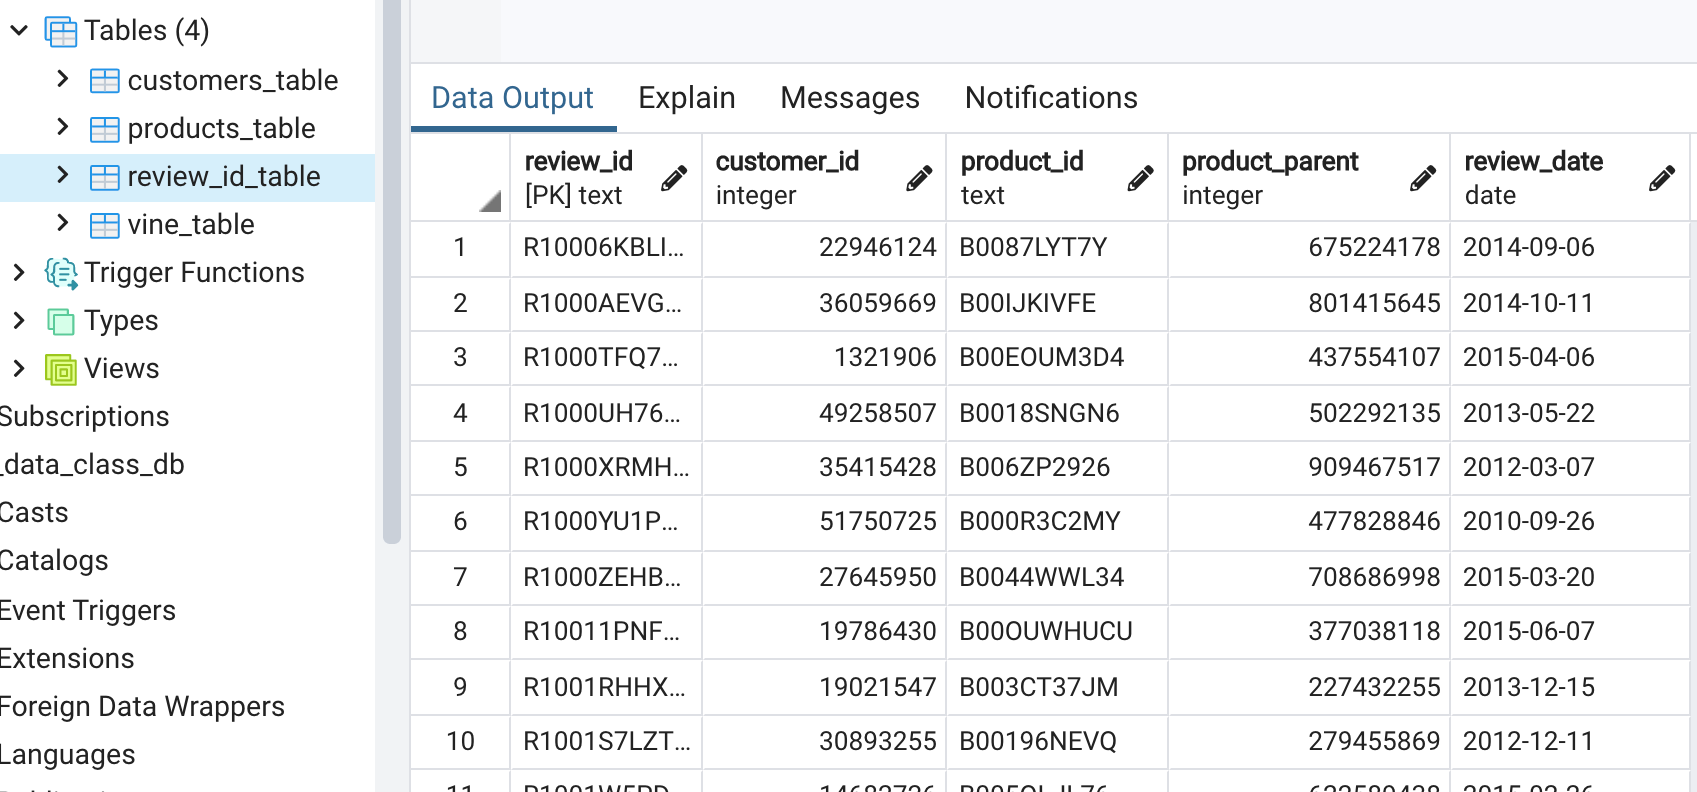 Tables (4)
customers_table
products_table
review_id_table
vine_table
Trigger Functions
Types
Views
Subscriptions
_data_class_db
Casts
Catalogs
Event Triggers
Extensions
Foreign Data Wrappers
Languages
Data Output Explain Messages Notifications
review_id customer_id product_id product_parent review_date
[PK] text integer text integer date
1 R10006KBLI... 22946124 B0087LYT7Y 675224178 2014-09-06
2 R1000AEVG... 36059669 B00IJKIVFE 801415645 2014-10-11
3 R1000TFQ7... 1321906 B00EOUM3D4 437554107 2015-04-06
4 R1000UH76... 49258507 B0018SNGN6 502292135 2013-05-22
5 R1000XRMH... 35415428 B006ZP2926 909467517 2012-03-07
6 R1000YU1P... 51750725 B000R3C2MY 477828846 2010-09-26
7 R1000ZEHB... 27645950 B0044WWL34 708686998 2015-03-20
8 R10011PNF... 19786430 B00OUWHUCU 377038118 2015-06-07
9 R1001RHHX... 19021547 B003CT37JM 227432255 2013-12-15
10 R1001S7LZT... 30893255 B00196NEVQ 279455869 2012-12-11
11